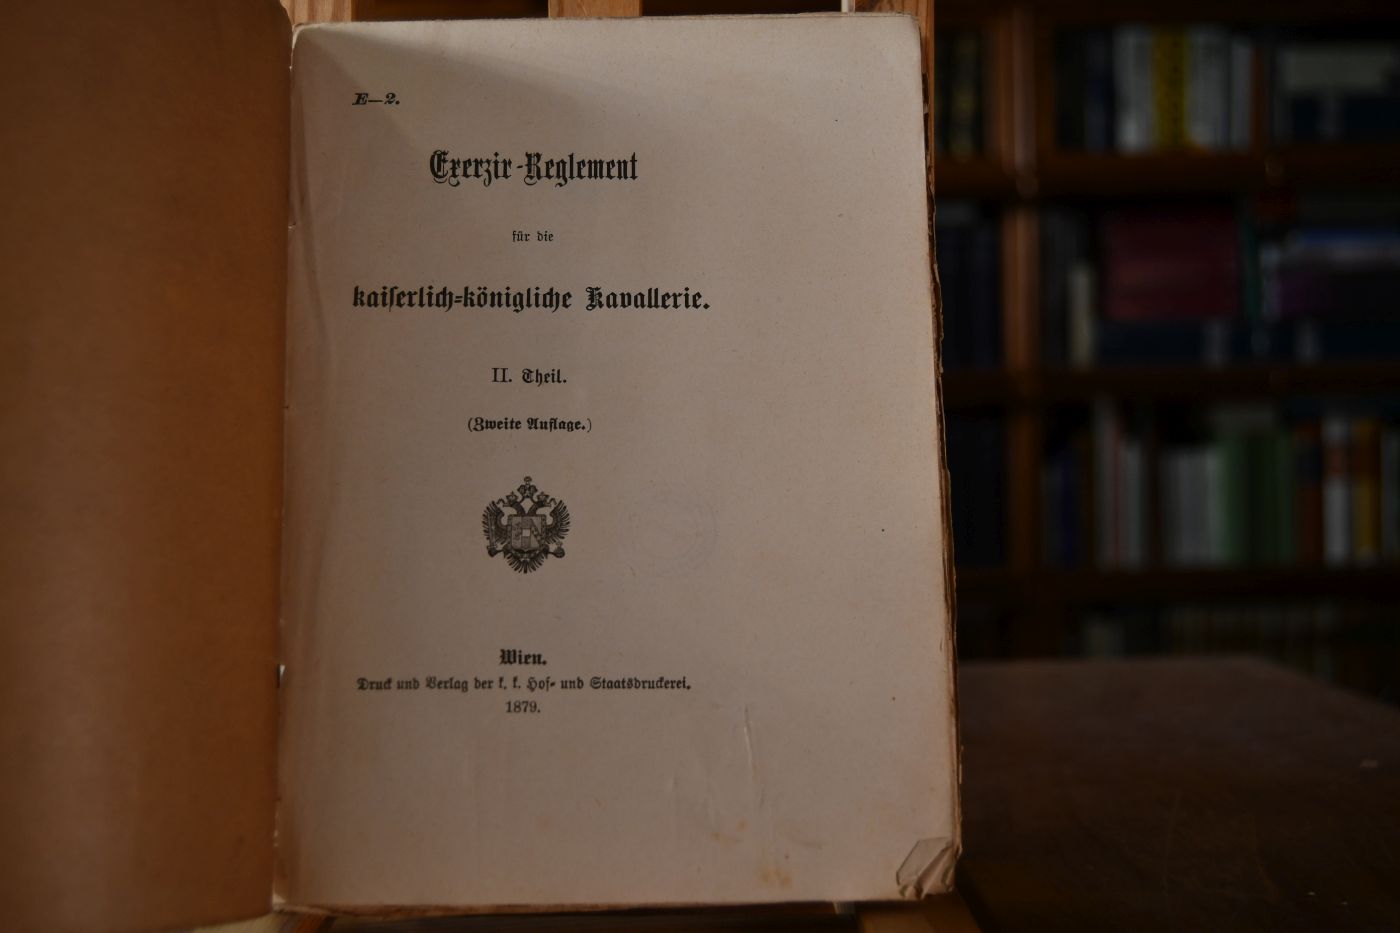 E—2.
Exerzir-Reglement
für die
kaiserlich-königliche Kavallerie.
II. Theil.
(Zweite Auflage.)
Wien.
Druck und Verlag der k. k. Hof- und Staatsdruckerei.
1879.